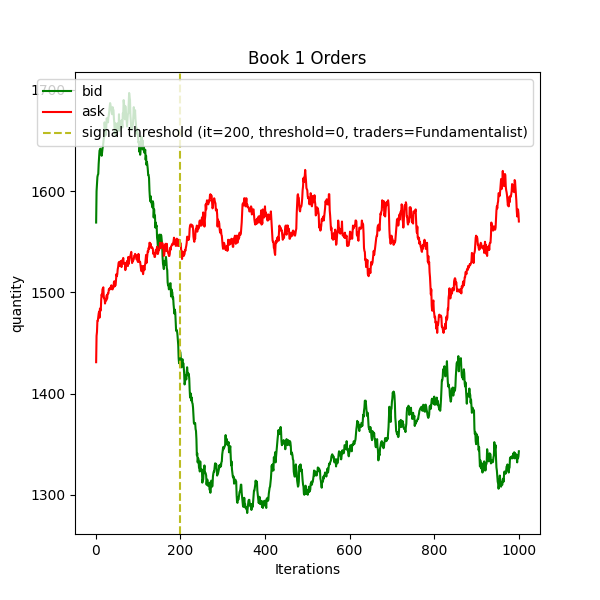 Book 1 Orders
bid
ask
signal threshold (it=200, threshold=0, traders=Fundamentalist)
1700
1600
1500
1400
1300
quantity
0 200 400 600 800 1000
Iterations